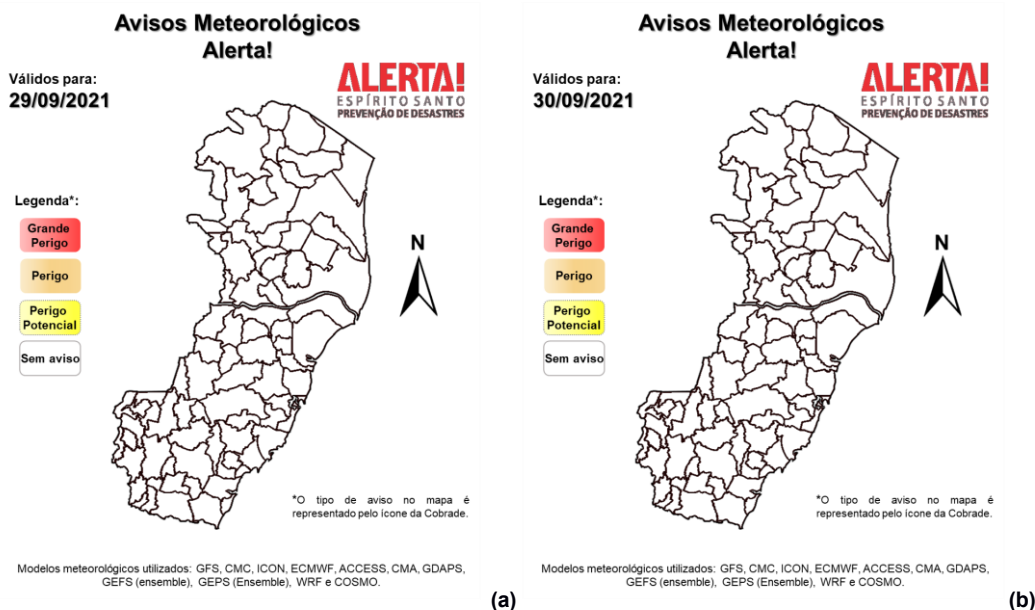 Avisos Meteorológicos
Alerta!
Válidos para:
29/09/2021
ALERTA!
ESPÍRITO SANTO
PREVENÇÃO DE DESASTRES
Legenda*:
Grande
Perigo
Perigo
Perigo
Potencial
Sem aviso
N
*O tipo de aviso no mapa é
representado pelo ícone da Cobrade.
Modelos meteorológicos utilizados: GFS, CMC, ICON, ECMWF, ACCESS, CMA, GDAPS,
GEFS (ensemble), GEPS (Ensemble), WRF e COSMO.
(a)
Avisos Meteorológicos
Alerta!
Válidos para:
30/09/2021
ALERTA!
ESPÍRITO SANTO
PREVENÇÃO DE DESASTRES
Legenda*:
Grande
Perigo
Perigo
Perigo
Potencial
Sem aviso
N
*O tipo de aviso no mapa é
representado pelo ícone da Cobrade.
Modelos meteorológicos utilizados: GFS, CMC, ICON, ECMWF, ACCESS, CMA, GDAPS,
GEFS (ensemble), GEPS (Ensemble), WRF e COSMO.
(b)